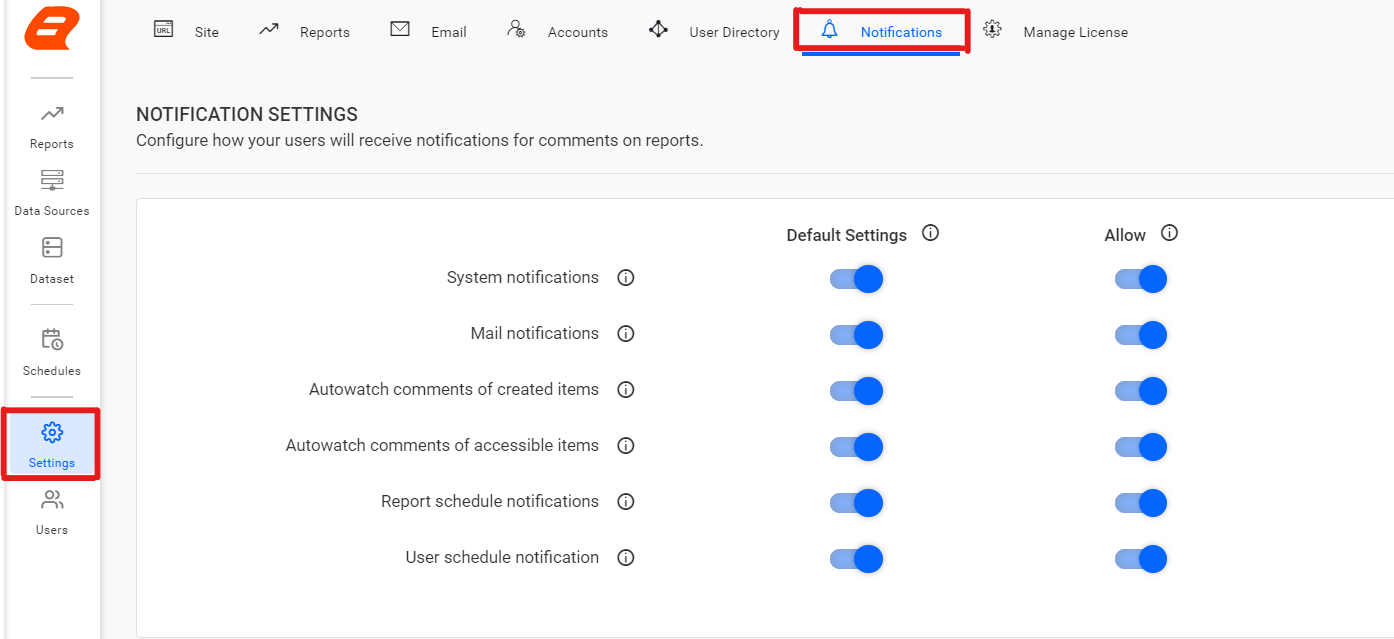 URL Site Reports Email Accounts User Directory Notifications Manage License
NOTIFICATION SETTINGS
Configure how your users will receive notifications for comments on reports.
Reports
Data Sources
Dataset
Schedules
Settings
Users
Default Settings Allow
System notifications
Mail notifications
Autowatch comments of created items
Autowatch comments of accessible items
Report schedule notifications
User schedule notification